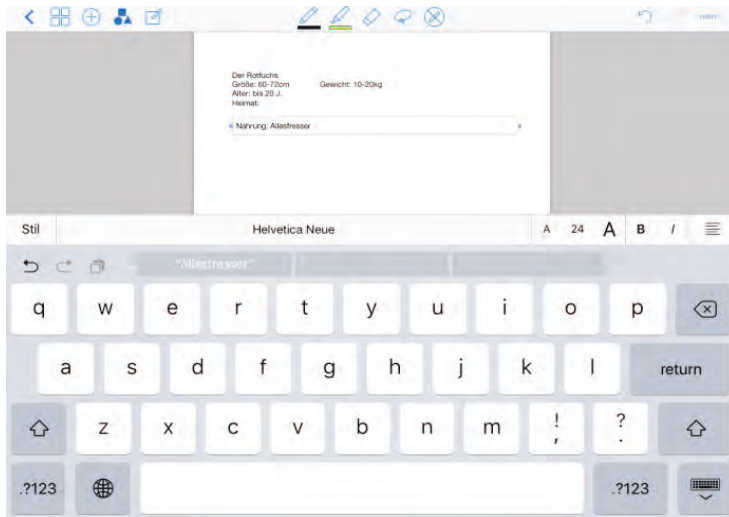 Der Rotfuchs
Größe: 60-72cm Gewicht: 10-20kg
Alter: bis 20 J.
Heimat:
Nahrung: Allesfresser
Stil Helvetica Neue A 24 A B I
"Allesfresser"
q w e r t y u i o p
a s d f g h j k l return
z x c v b n m ! , ? .
.?123 .?123